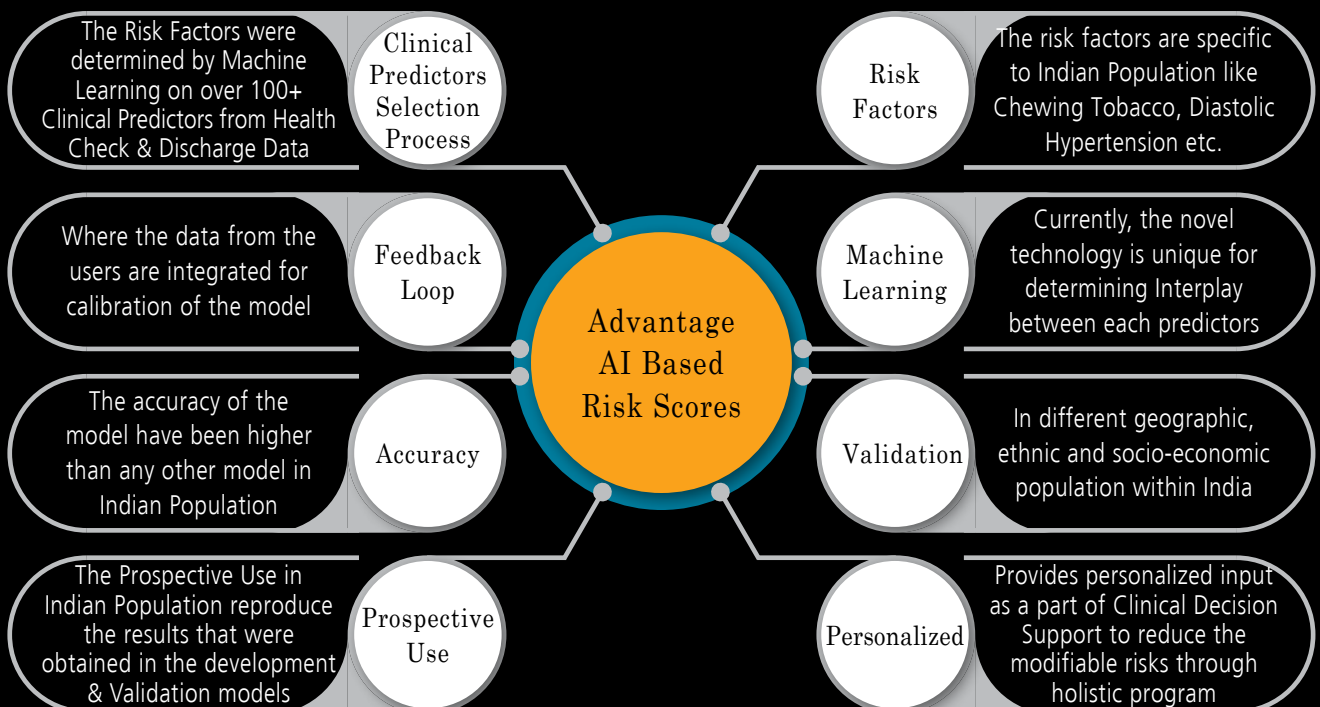 The Risk Factors were
determined by Machine
Learning on over 100+
Clinical Predictors from Health
Check & Discharge Data
Clinical
Predictors
Selection
Process
Risk
Factors
The risk factors are specific
to Indian Population like
Chewing Tobacco, Diastolic
Hypertension etc.
Where the data from the
users are integrated for
calibration of the model
Feedback
Loop
Machine
Learning
Currently, the novel
technology is unique for
determining Interplay
between each predictors
Advantage
AI Based
Risk Scores
The accuracy of the
model have been higher
than any other model in
Indian Population
Accuracy
Validation
In different geographic,
ethnic and socio-economic
population within India
The Prospective Use in
Indian Population reproduce
the results that were
obtained in the development
& Validation models
Prospective
Use
Personalized
Provides personalized input
as a part of Clinical Decision
Support to reduce the
modifiable risks through
holistic program